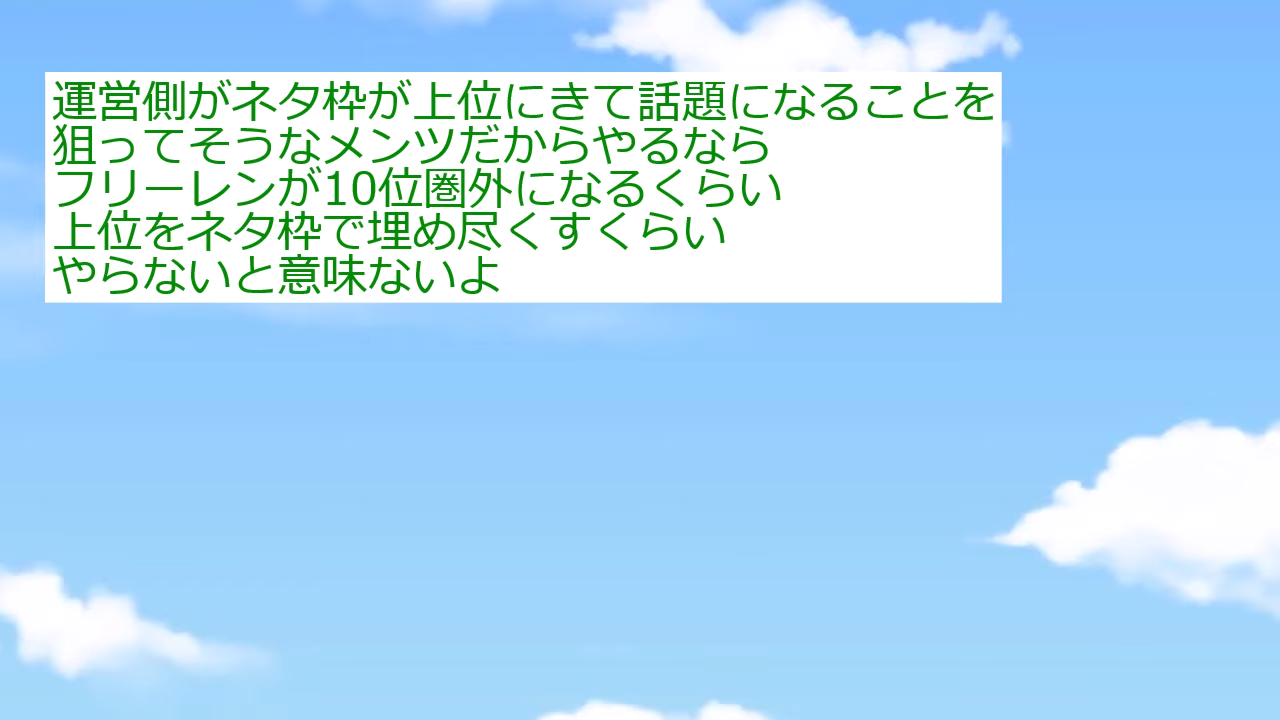 運営側がネタ枠が上位にきて話題になることを
狙ってそうなメンツだからやるなら
フリーレンが10位圏外になるくらい
上位をネタ枠で埋め尽くすくらい
やらないと意味ないよ